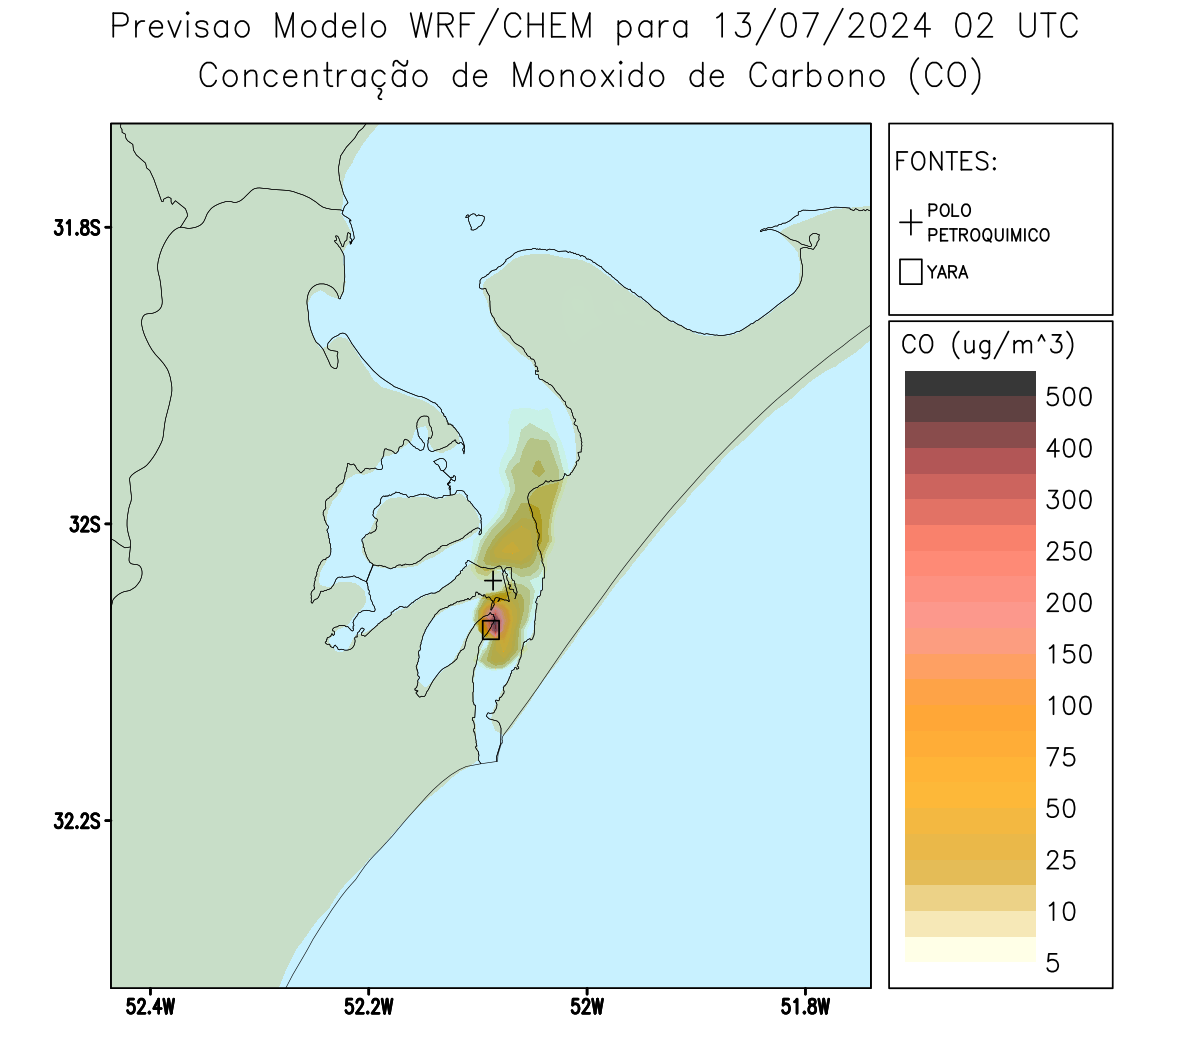 Previsao Modelo WRF/CHEM para 13/07/2024 02 UTC
Concentração de Monoxido de Carbono (CO)
FONTES:
POLO
PETROQUIMICO
YARA
CO (ug/m^3)
500
400
300
250
200
150
100
75
50
25
10
5
31.8S
32S
32.2S
52.4W
52.2W
52W
51.8W